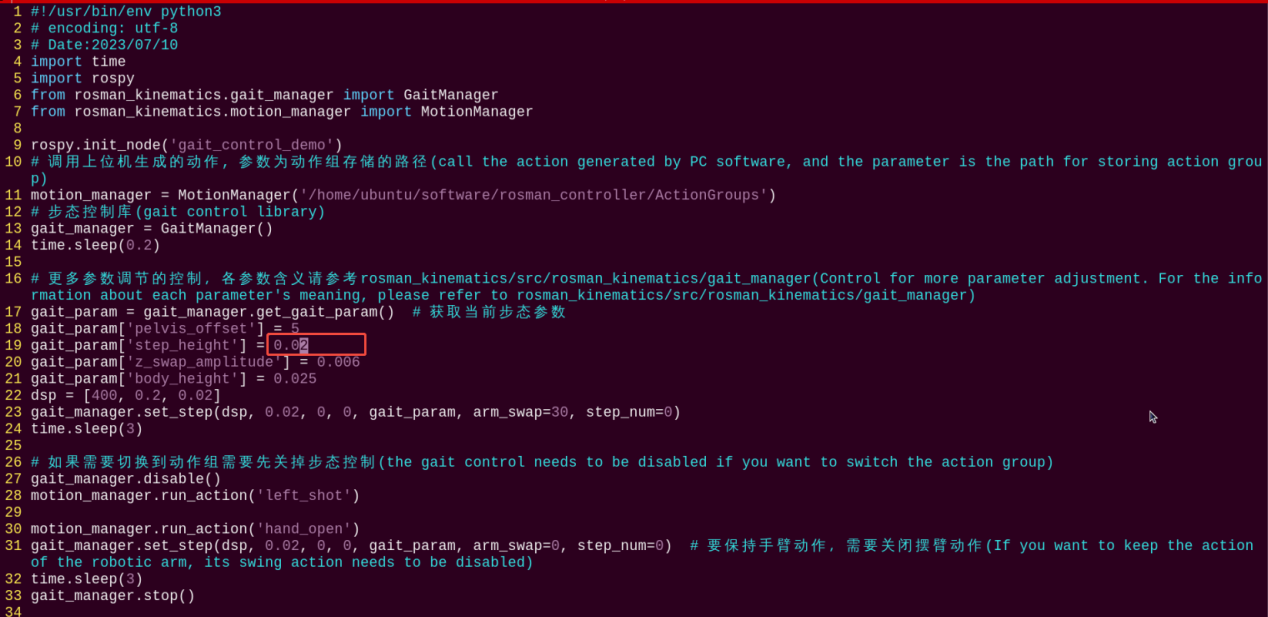 1 #!/usr/bin/env python3
2 # encoding: utf-8
3 # Date:2023/07/10
4 import time
5 import rospy
6 from rosman_kinematics.gait_manager import GaitManager
7 from rosman_kinematics.motion_manager import MotionManager
8
9 rospy.init_node('gait_control_demo')
10 # 调用上位机生成的动作, 参数为动作组存储的路径(call the action generated by PC software, and the parameter is the path for storing action grou
p)
11 motion_manager = MotionManager('/home/ubuntu/software/rosman_controller/ActionGroups')
12 # 步态控制库(gait control library)
13 gait_manager = GaitManager()
14 time.sleep(0.2)
15
16 # 更多参数调节的控制, 各参数含义请参考rosman_kinematics/src/rosman_kinematics/gait_manager(Control for more parameter adjustment. For the info
rmation about each parameter's meaning, please refer to rosman_kinematics/src/rosman_kinematics/gait_manager)
17 gait_param = gait_manager.get_gait_param()  # 获取当前步态参数
18 gait_param['pelvis_offset'] = 5
19 gait_param['step_height'] = 0.02
20 gait_param['z_swap_amplitude'] = 0.006
21 gait_param['body_height'] = 0.025
22 dsp = [400, 0.2, 0.02]
23 gait_manager.set_step(dsp, 0.02, 0, 0, gait_param, arm_swap=30, step_num=0)
24 time.sleep(3)
25
26 # 如果需要切换到动作组需要先关掉步态控制(the gait control needs to be disabled if you want to switch the action group)
27 gait_manager.disable()
28 motion_manager.run_action('left_shot')
29
30 motion_manager.run_action('hand_open')
31 gait_manager.set_step(dsp, 0.02, 0, 0, gait_param, arm_swap=0, step_num=0)  # 要保持手臂动作, 需要关闭摆臂动作(If you want to keep the action
of the robotic arm, its swing action needs to be disabled)
32 time.sleep(3)
33 gait_manager.stop()
34